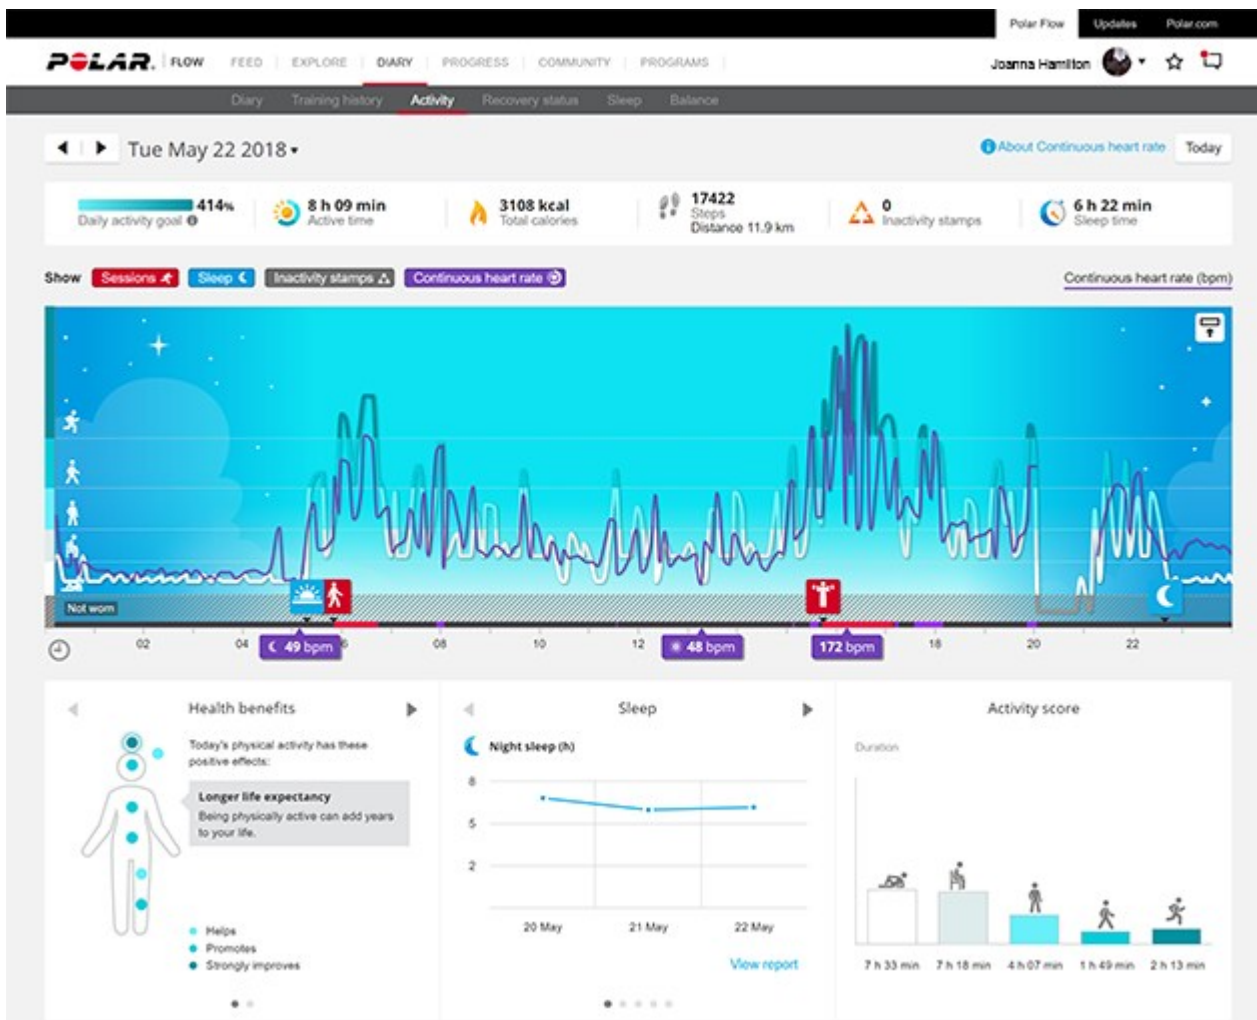 Polar Flow Updates Polar.com
POLAR. FLOW FEED EXPLORE DIARY PROGRESS COMMUNITY PROGRAMS Joanna Hamilton
Diary Training history Activity Recovery status Sleep Balance
Tue May 22 2018 About Continuous heart rate Today
414%
Daily activity goal
8 h 09 min
Active time
3108 kcal
Total calories
17422
Steps
Distance 11.9 km
0
Inactivity stamps
6 h 22 min
Sleep time
Show Sessions Sleep Inactivity stamps Continuous heart rate Continuous heart rate (bpm)
Not worn
02 04 6 08 10 12 16 20 22
49 bpm 48 bpm 172 bpm
Health benefits
Today's physical activity has these
positive effects:
Longer life expectancy
Being physically active can add years
to your life.
Helps
Promotes
Strongly improves
Sleep
Night sleep (h)
8
5
2
20 May 21 May 22 May
View report
Activity score
Duration
7 h 33 min 7 h 18 min 4 h 07 min 1 h 49 min 2 h 13 min